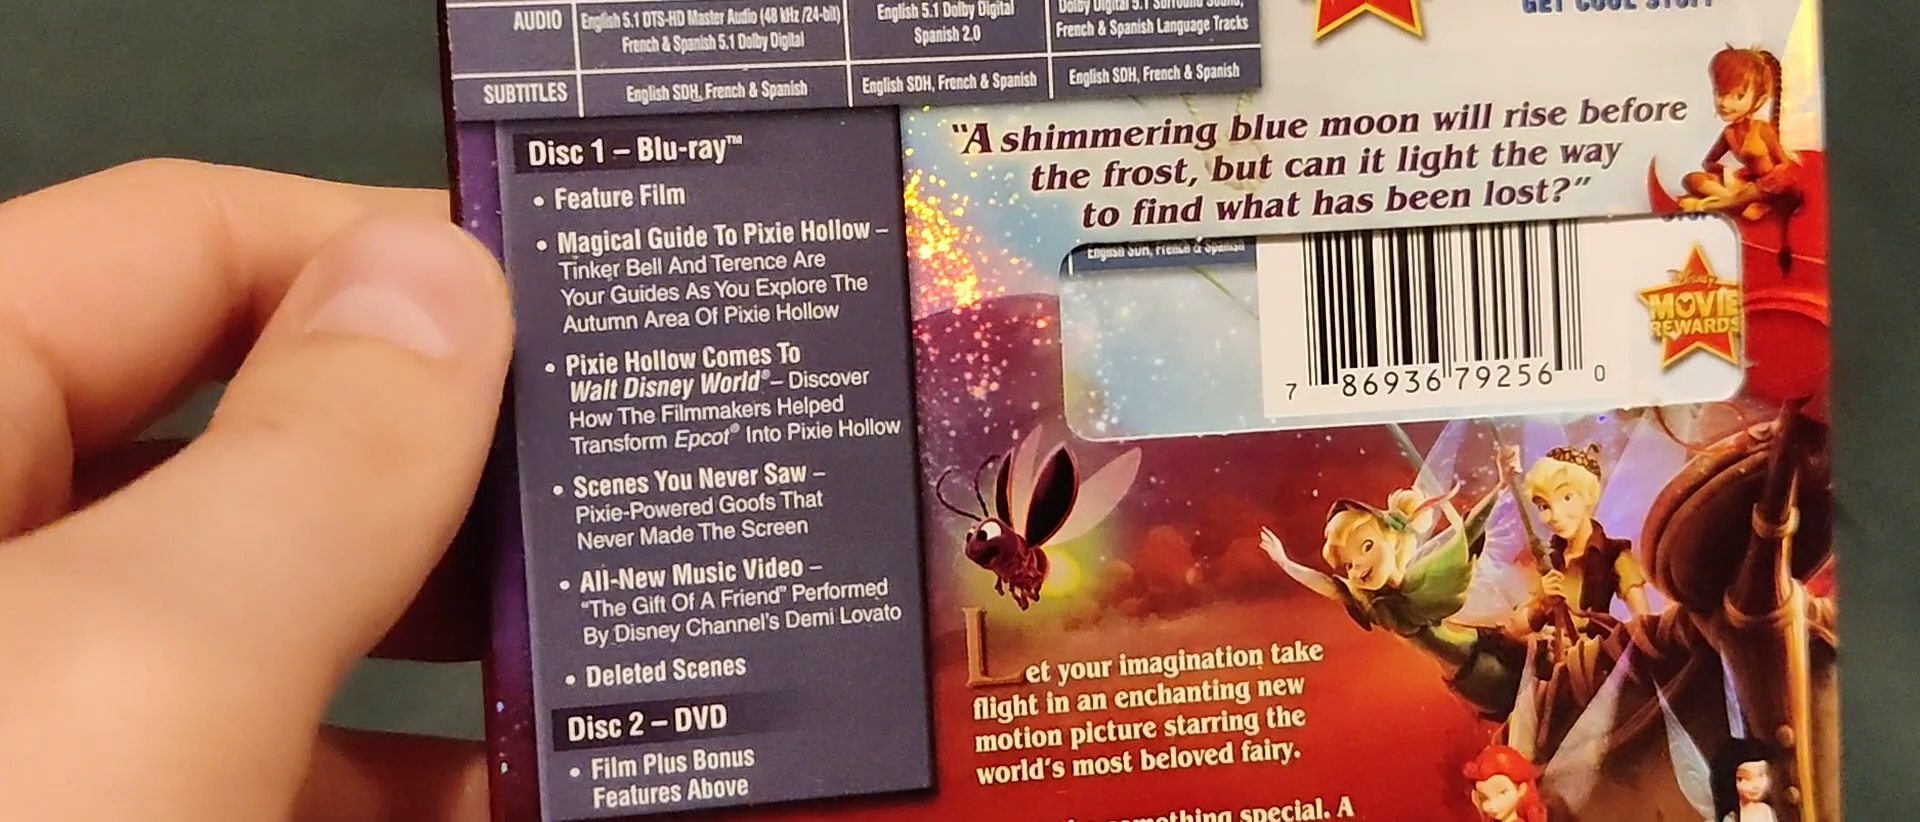 AUDIO
English 5.1 DTS-HD Master Audio (48 kHz/24-bit)
French & Spanish 5.1 Dolby Digital
English 5.1 Dolby Digital
Spanish 2.0
Dolby Digital 5.1 Surround Sound,
French & Spanish Language Tracks
SUBTITLES
English SDH, French & Spanish
English SDH, French & Spanish
English SDH, French & Spanish
GET COOL STUFF
Disc 1 – Blu-ray™
• Feature Film
• Magical Guide To Pixie Hollow –
Tinker Bell And Terence Are
Your Guides As You Explore The
Autumn Area Of Pixie Hollow
• Pixie Hollow Comes To
Walt Disney World® – Discover
How The Filmmakers Helped
Transform Epcot® Into Pixie Hollow
• Scenes You Never Saw –
Pixie-Powered Goofs That
Never Made The Screen
• All-New Music Video –
"The Gift Of A Friend" Performed
By Disney Channel's Demi Lovato
• Deleted Scenes
Disc 2 – DVD
• Film Plus Bonus
Features Above
"A shimmering blue moon will rise before
the frost, but can it light the way
to find what has been lost?"
English SDH, French & Spanish
7 86936 79256 0
Disney
MOVIE
REWARDS
Let your imagination take
flight in an enchanting new
motion picture starring the
world's most beloved fairy.
something special. A